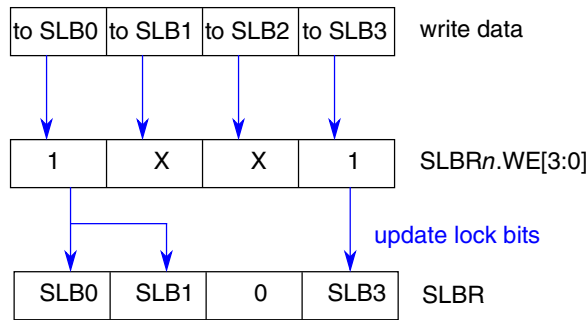 to SLB0 to SLB1 to SLB2 to SLB3 write data
1 X X 1 SLBRn.WE[3:0]
update lock bits
SLB0 SLB1 0 SLB3 SLBR